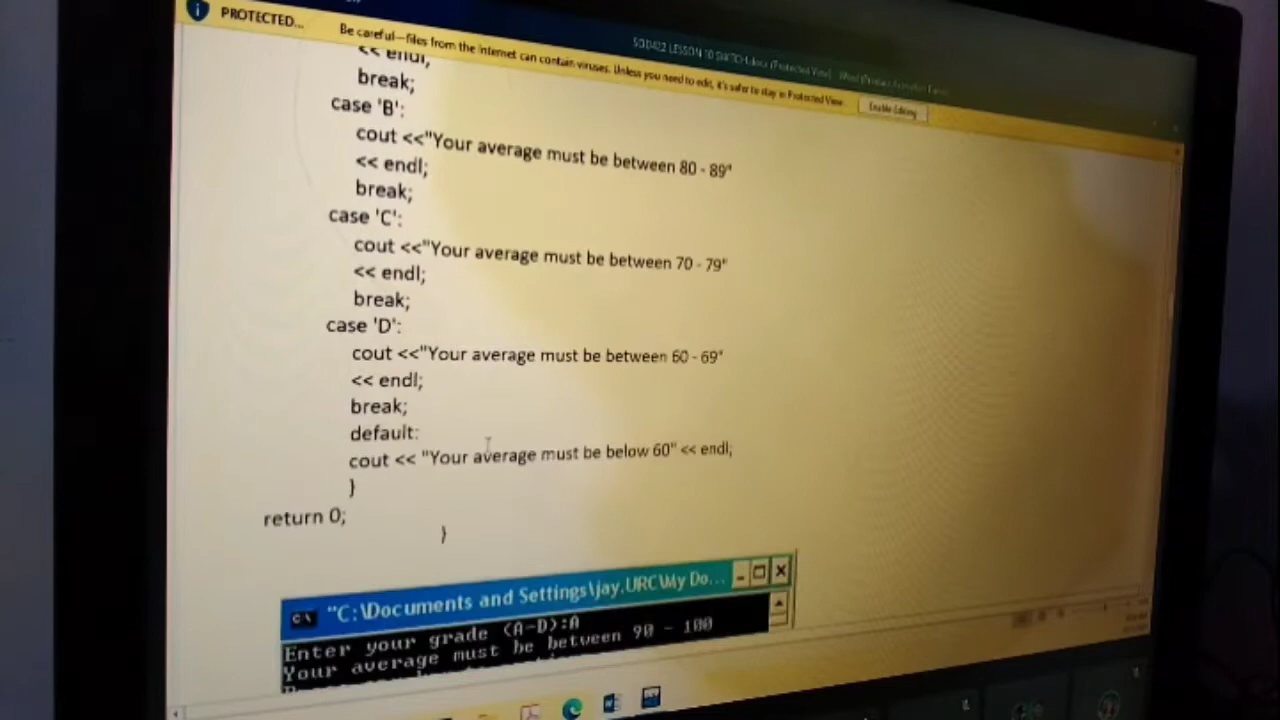 PROTECTED...
Be careful—files from the Internet can contain viruses. Unless you need to edit, it's safer to stay in Protected View.
Enable Editing
<< endl;
break;
case 'B':
cout <<"Your average must be between 80 - 89"
<< endl;
break;
case 'C':
cout <<"Your average must be between 70 - 79"
<< endl;
break;
case 'D':
cout <<"Your average must be between 60 - 69"
<< endl;
break;
default:
cout << "Your average must be below 60" << endl;
}
return 0;
}
"C:\Documents and Settings\jay.URC\My Do...
Enter your grade (A-D):A
Your average must be between 90 - 100